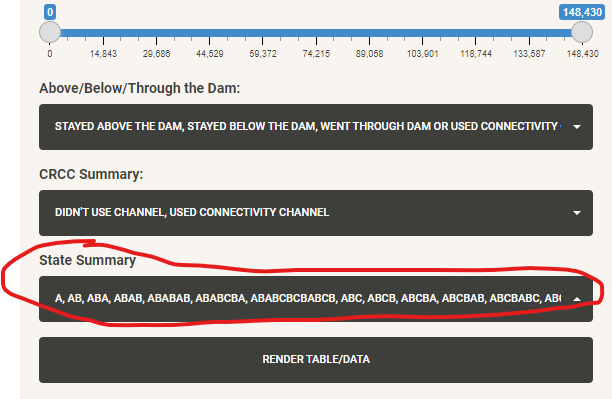 0 148,430
0 14,843 29,686 44,529 59,372 74,215 89,058 103,901 118,744 133,587 148,430
Above/Below/Through the Dam:
STAYED ABOVE THE DAM, STAYED BELOW THE DAM, WENT THROUGH DAM OR USED CONNECTIVITY
CRCC Summary:
DIDN'T USE CHANNEL, USED CONNECTIVITY CHANNEL
State Summary
A, AB, ABA, ABAB, ABABAB, ABABCBA, ABABCBCBABCB, ABC, ABCB, ABCBA, ABCBAB, ABCBABC,
RENDER TABLE/DATA